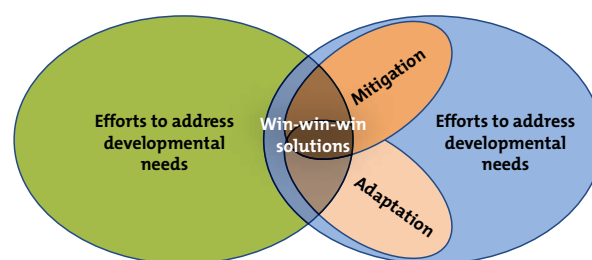 Efforts to address
developmental
needs
Win-win-win
solutions
Mitigation
Adaptation
Efforts to address
developmental
needs